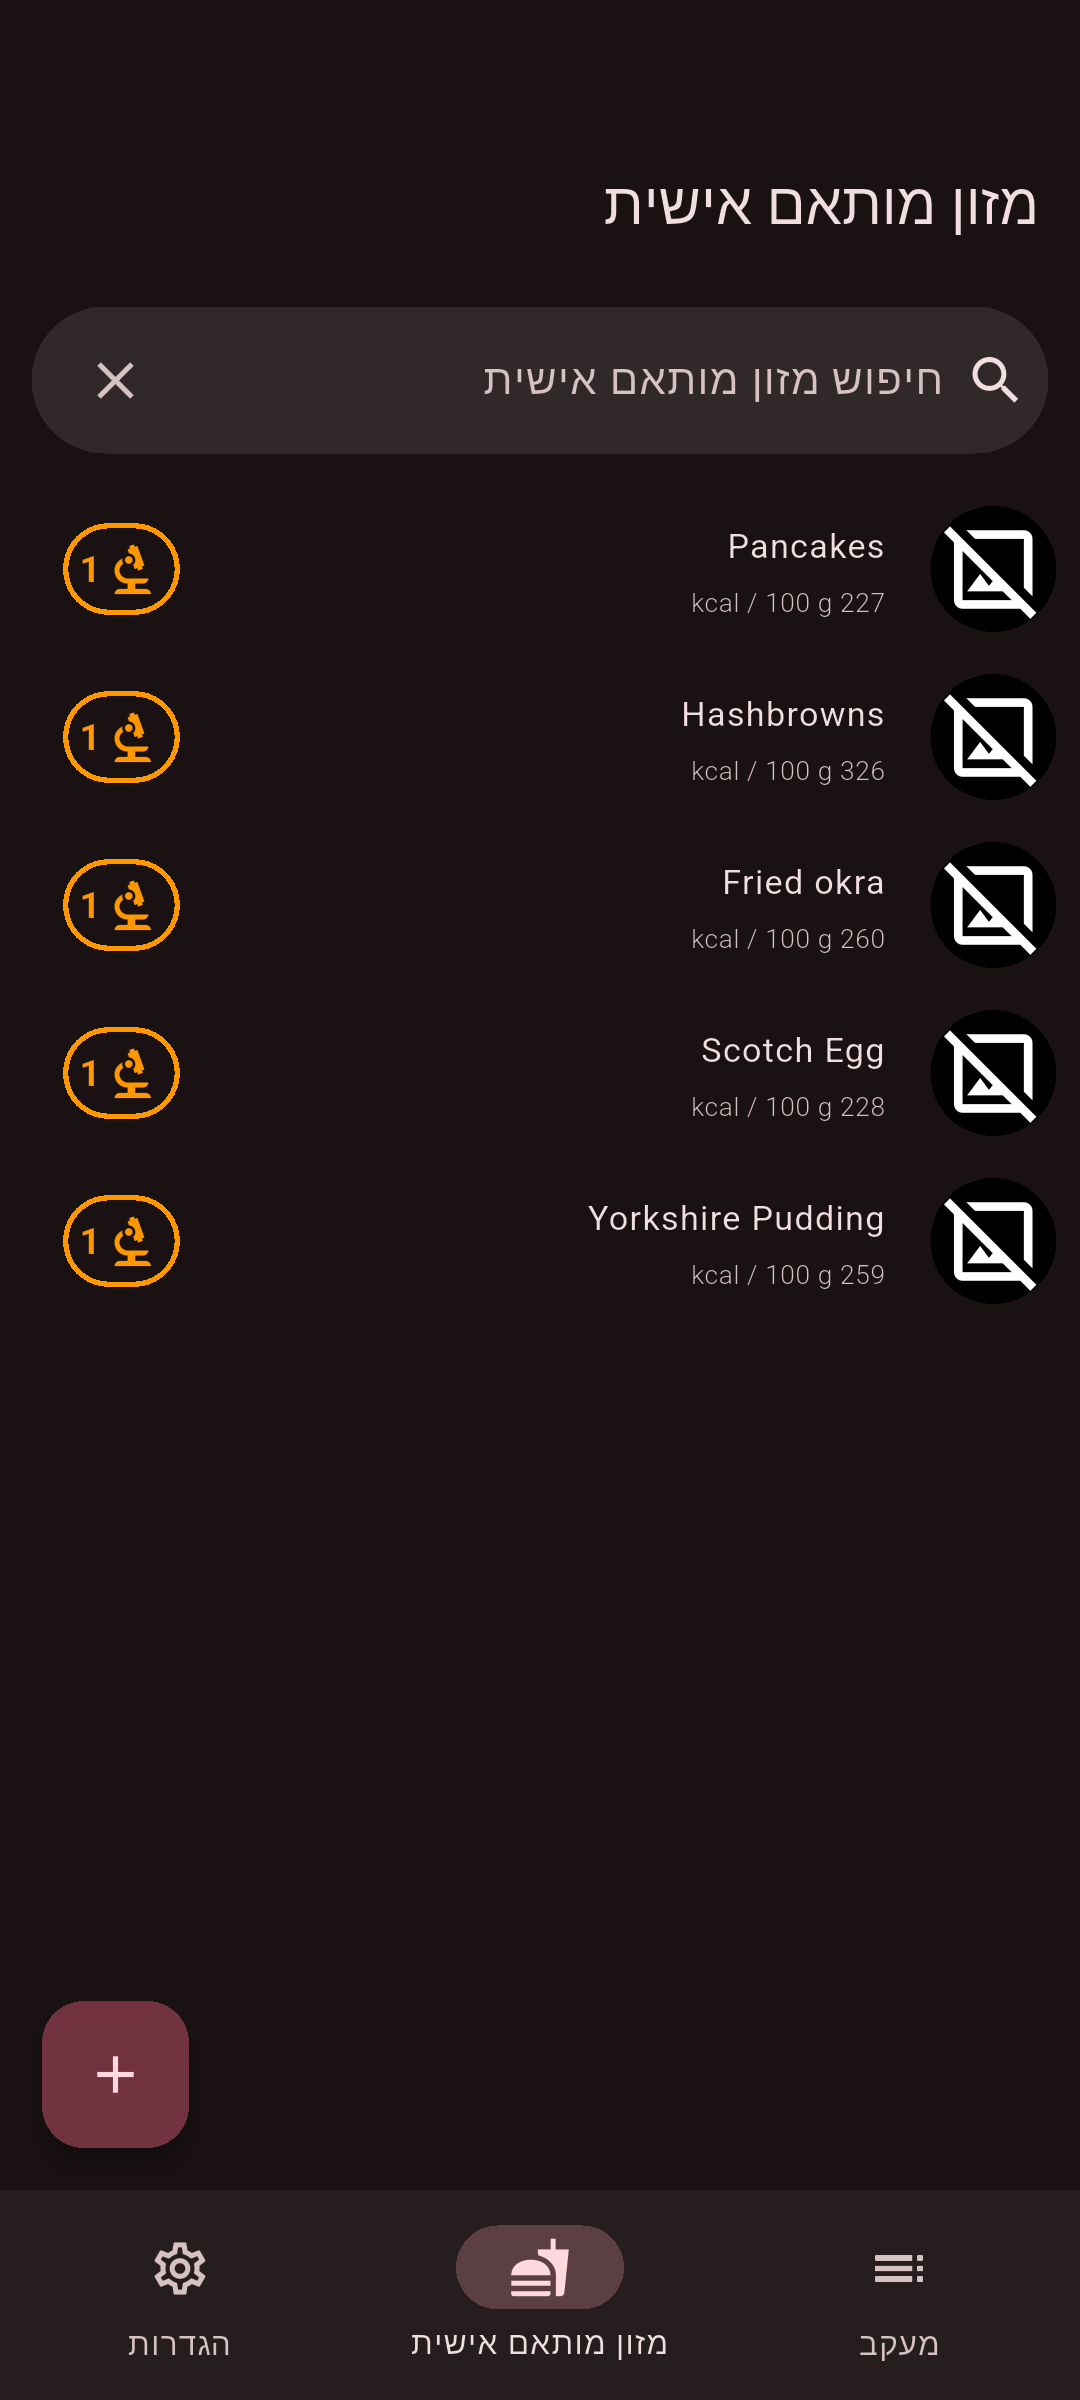 מזון מותאם אישית
חיפוש מזון מותאם אישית
Pancakes
kcal / 100 g 227
1
Hashbrowns
kcal / 100 g 326
1
Fried okra
kcal / 100 g 260
1
Scotch Egg
kcal / 100 g 228
1
Yorkshire Pudding
kcal / 100 g 259
1
מעקב
מזון מותאם אישית
הגדרות